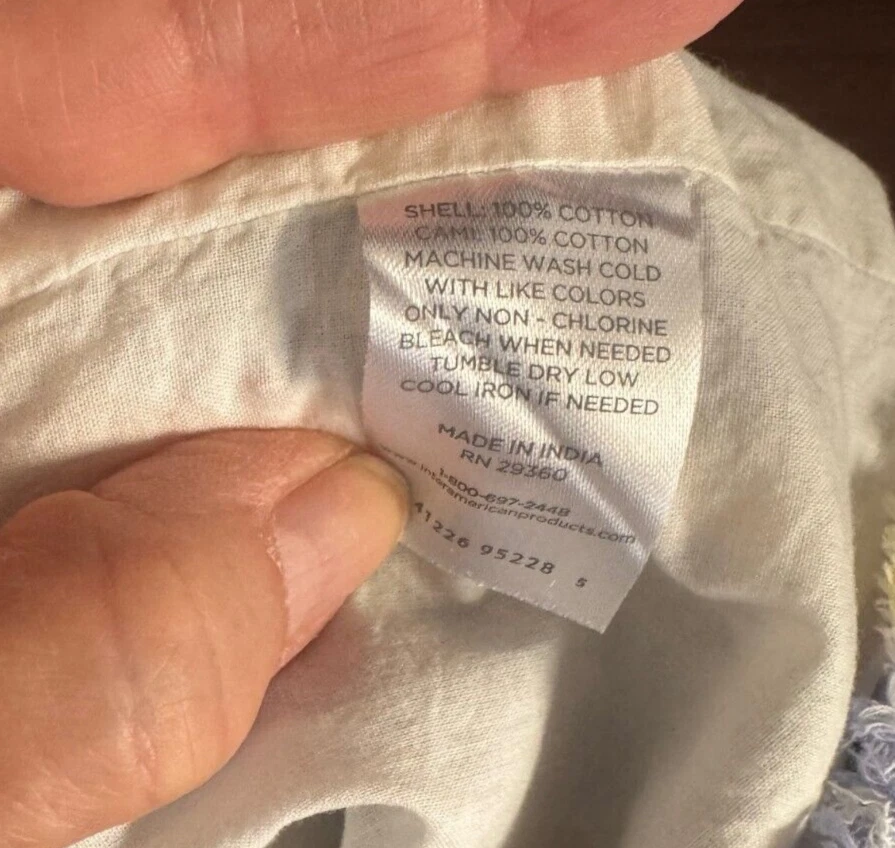 SHELL: 100% COTTON
CAMI: 100% COTTON
MACHINE WASH COLD
WITH LIKE COLORS
ONLY NON - CHLORINE
BLEACH WHEN NEEDED
TUMBLE DRY LOW
COOL IRON IF NEEDED
MADE IN INDIA
RN 29360
1-800-697-2448
www.interamericanproducts.com
41226 95228 5